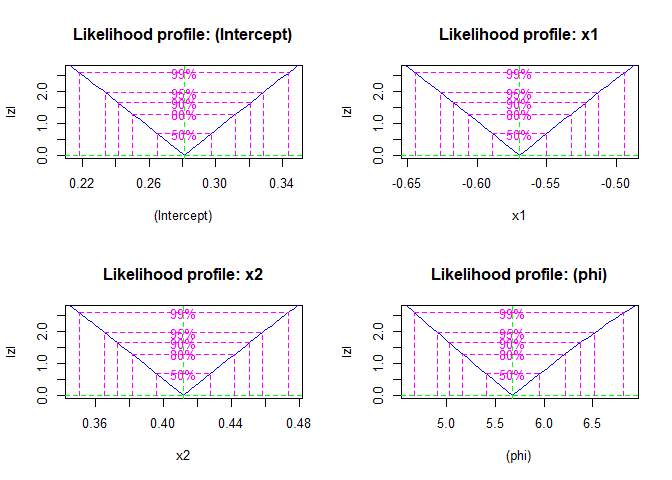 Likelihood profile: (Intercept)
|z|
0.0 1.0 2.0
99%
95%
90%
80%
50%
0.22 0.26 0.30 0.34
(Intercept)
Likelihood profile: x1
|z|
0.0 1.0 2.0
99%
95%
90%
80%
50%
-0.65 -0.60 -0.55 -0.50
x1
Likelihood profile: x2
|z|
0.0 1.0 2.0
99%
95%
90%
80%
50%
0.36 0.40 0.44 0.48
x2
Likelihood profile: (phi)
|z|
0.0 1.0 2.0
99%
95%
90%
80%
50%
5.0 5.5 6.0 6.5
(phi)